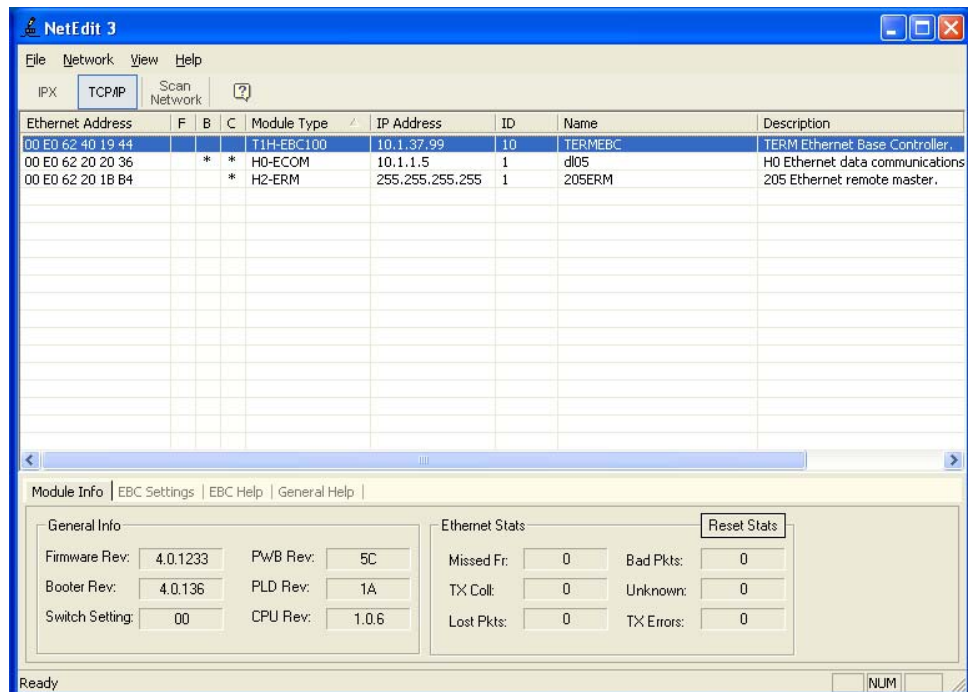 NetEdit 3
File Network View Help
IPX TCP/IP Scan Network
Ethernet Address F B C Module Type IP Address ID Name Description
00 E0 62 40 19 44 T1H-EBC100 10.1.37.99 10 TERMEBC TERM Ethernet Base Controller.
00 E0 62 20 20 36 * * H0-ECOM 10.1.1.5 1 dl05 H0 Ethernet data communications
00 E0 62 20 1B B4 * H2-ERM 255.255.255.255 1 205ERM 205 Ethernet remote master.
Module Info EBC Settings EBC Help General Help
General Info Ethernet Stats Reset Stats
Firmware Rev: 4.0.1233 PWB Rev: 5C Missed Fr: 0 Bad Pkts: 0
Booter Rev: 4.0.136 PLD Rev: 1A TX Coll: 0 Unknown: 0
Switch Setting: 00 CPU Rev: 1.0.6 Lost Pkts: 0 TX Errors: 0
Ready NUM